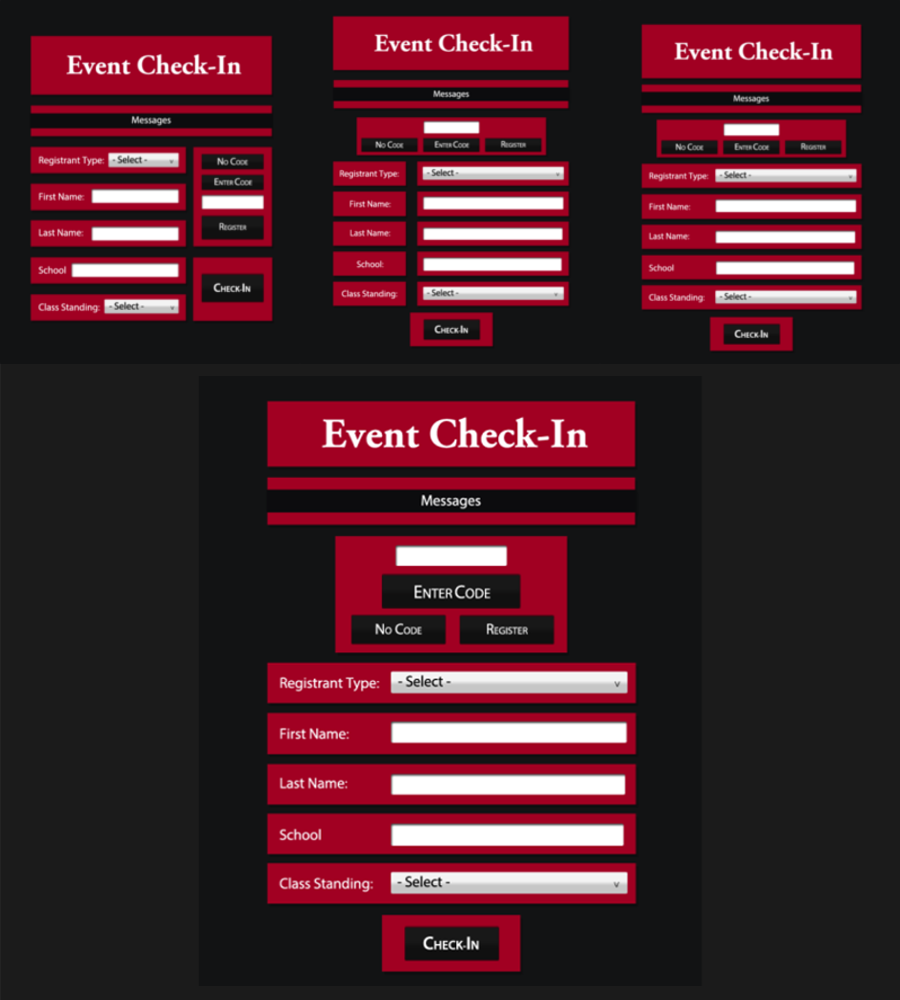 Event Check-In
Messages
Registrant Type: - Select - v
No Code
Enter Code
First Name:
Last Name:
Register
School
Check-In
Class Standing: - Select - v
Event Check-In
Messages
No Code Enter Code Register
Registrant Type: - Select - v
First Name:
Last Name:
School:
Class Standing: - Select - v
Check-In
Event Check-In
Messages
No Code Enter Code Register
Registrant Type: - Select - v
First Name:
Last Name:
School
Class Standing: - Select - v
Check-In
Event Check-In
Messages
Enter Code
No Code Register
Registrant Type: - Select - v
First Name:
Last Name:
School
Class Standing: - Select - v
Check-In